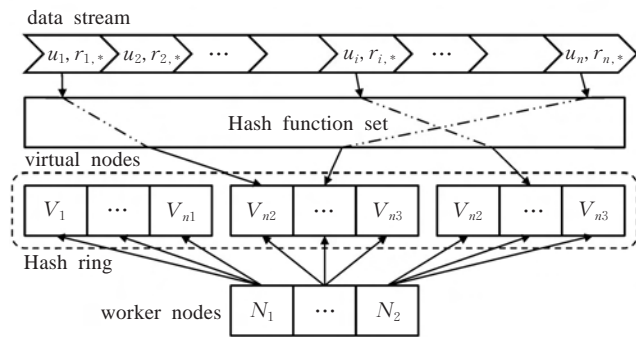 data stream
u₁, r₁,* u₂, r₂,* ⋯ uᵢ, rᵢ,* ⋯ uₙ, rₙ,*
Hash function set
virtual nodes
V₁ ⋯ Vₙ₁ Vₙ₂ ⋯ Vₙ₃ Vₙ₂ ⋯ Vₙ₃
Hash ring
worker nodes N₁ ⋯ N₂